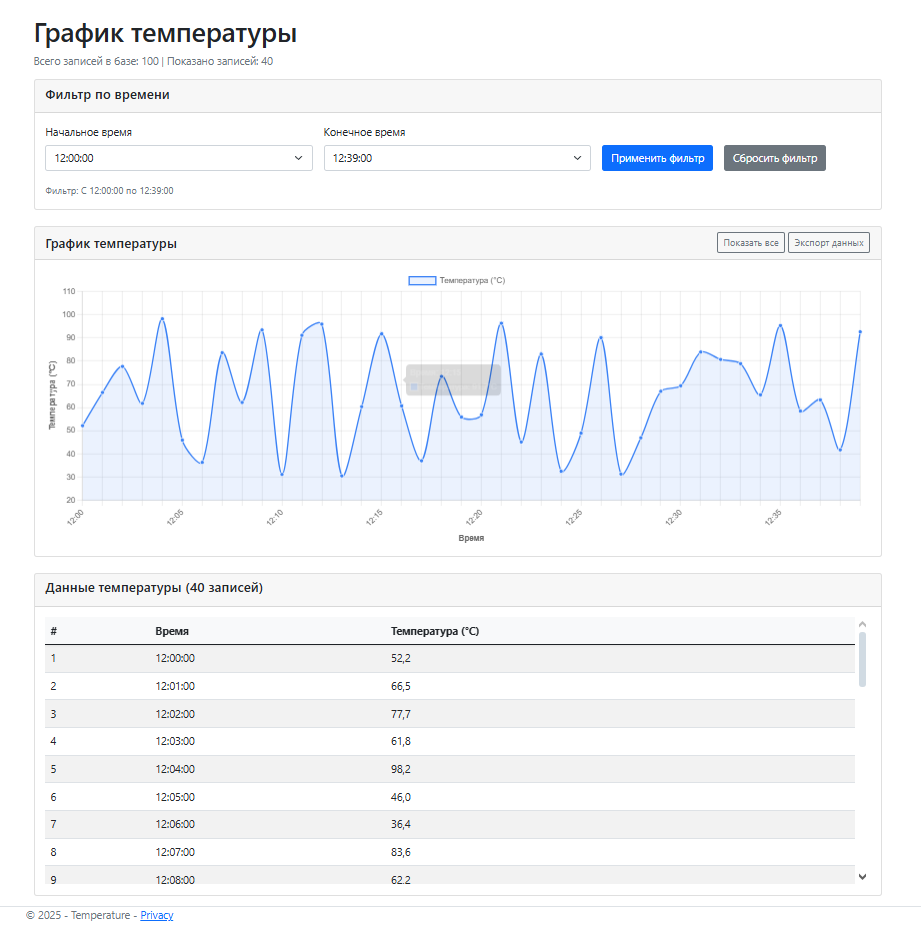 График температуры
Всего записей в базе: 100 | Показано записей: 40
Фильтр по времени
Начальное время
Конечное время
12:00:00
12:39:00
Применить фильтр
Сбросить фильтр
Фильтр: С 12:00:00 по 12:39:00
График температуры
Показать все
Экспорт данных
Температура (°C)
110
100
90
80
70
60
50
40
30
20
Температура (°C)
12:00
12:05
12:10
12:15
12:20
12:25
12:30
12:35
Время
Данные температуры (40 записей)
# Время Температура (°C)
1 12:00:00 52,2
2 12:01:00 66,5
3 12:02:00 77,7
4 12:03:00 61,8
5 12:04:00 98,2
6 12:05:00 46,0
7 12:06:00 36,4
8 12:07:00 83,6
9 12:08:00 62,2
© 2025 - Temperature - Privacy